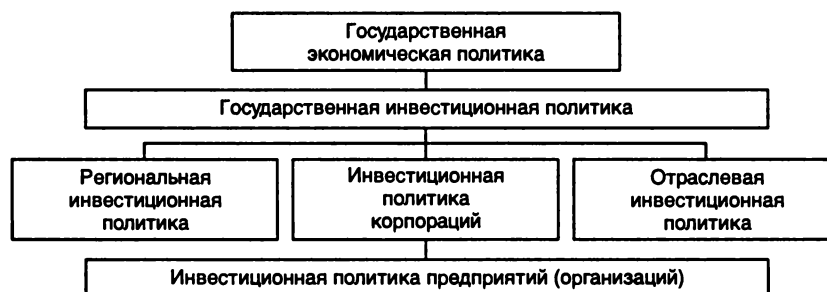 Государственная
экономическая политика
Государственная инвестиционная политика
Региональная
инвестиционная
политика
Инвестиционная
политика
корпораций
Отраслевая
инвестиционная
политика
Инвестиционная политика предприятий (организаций)